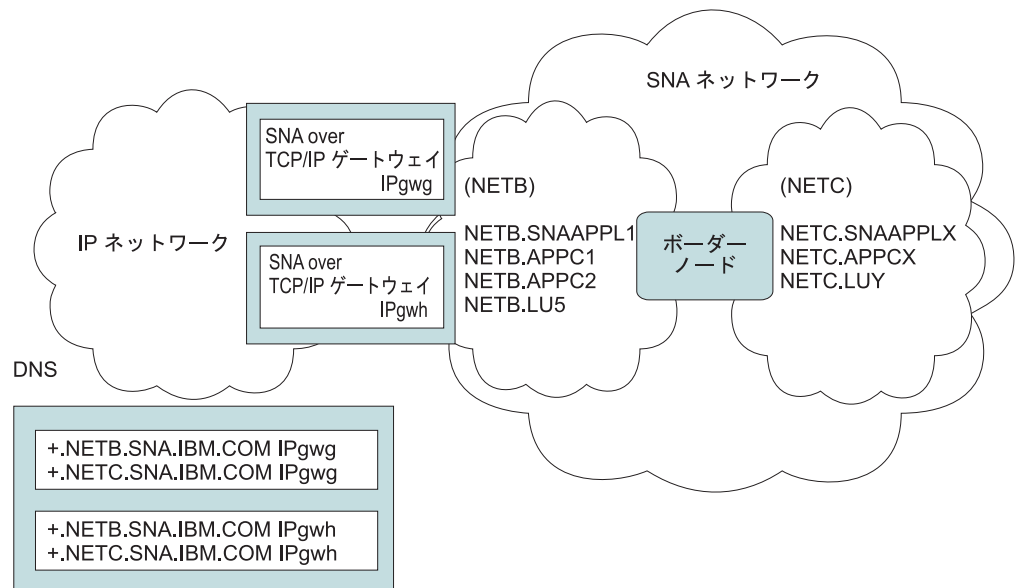 SNA ネットワーク
SNA over
TCP/IP ゲートウェイ
IPgwg
IP ネットワーク
SNA over
TCP/IP ゲートウェイ
IPgwh
(NETB)
NETB.SNAAPPL1
NETB.APPC1
NETB.APPC2
NETB.LU5
ボーダー
ノード
(NETC)
NETC.SNAAPPLX
NETC.APPCX
NETC.LUY
DNS
+.NETB.SNA.IBM.COM IPgwg
+.NETC.SNA.IBM.COM IPgwg
+.NETB.SNA.IBM.COM IPgwh
+.NETC.SNA.IBM.COM IPgwh